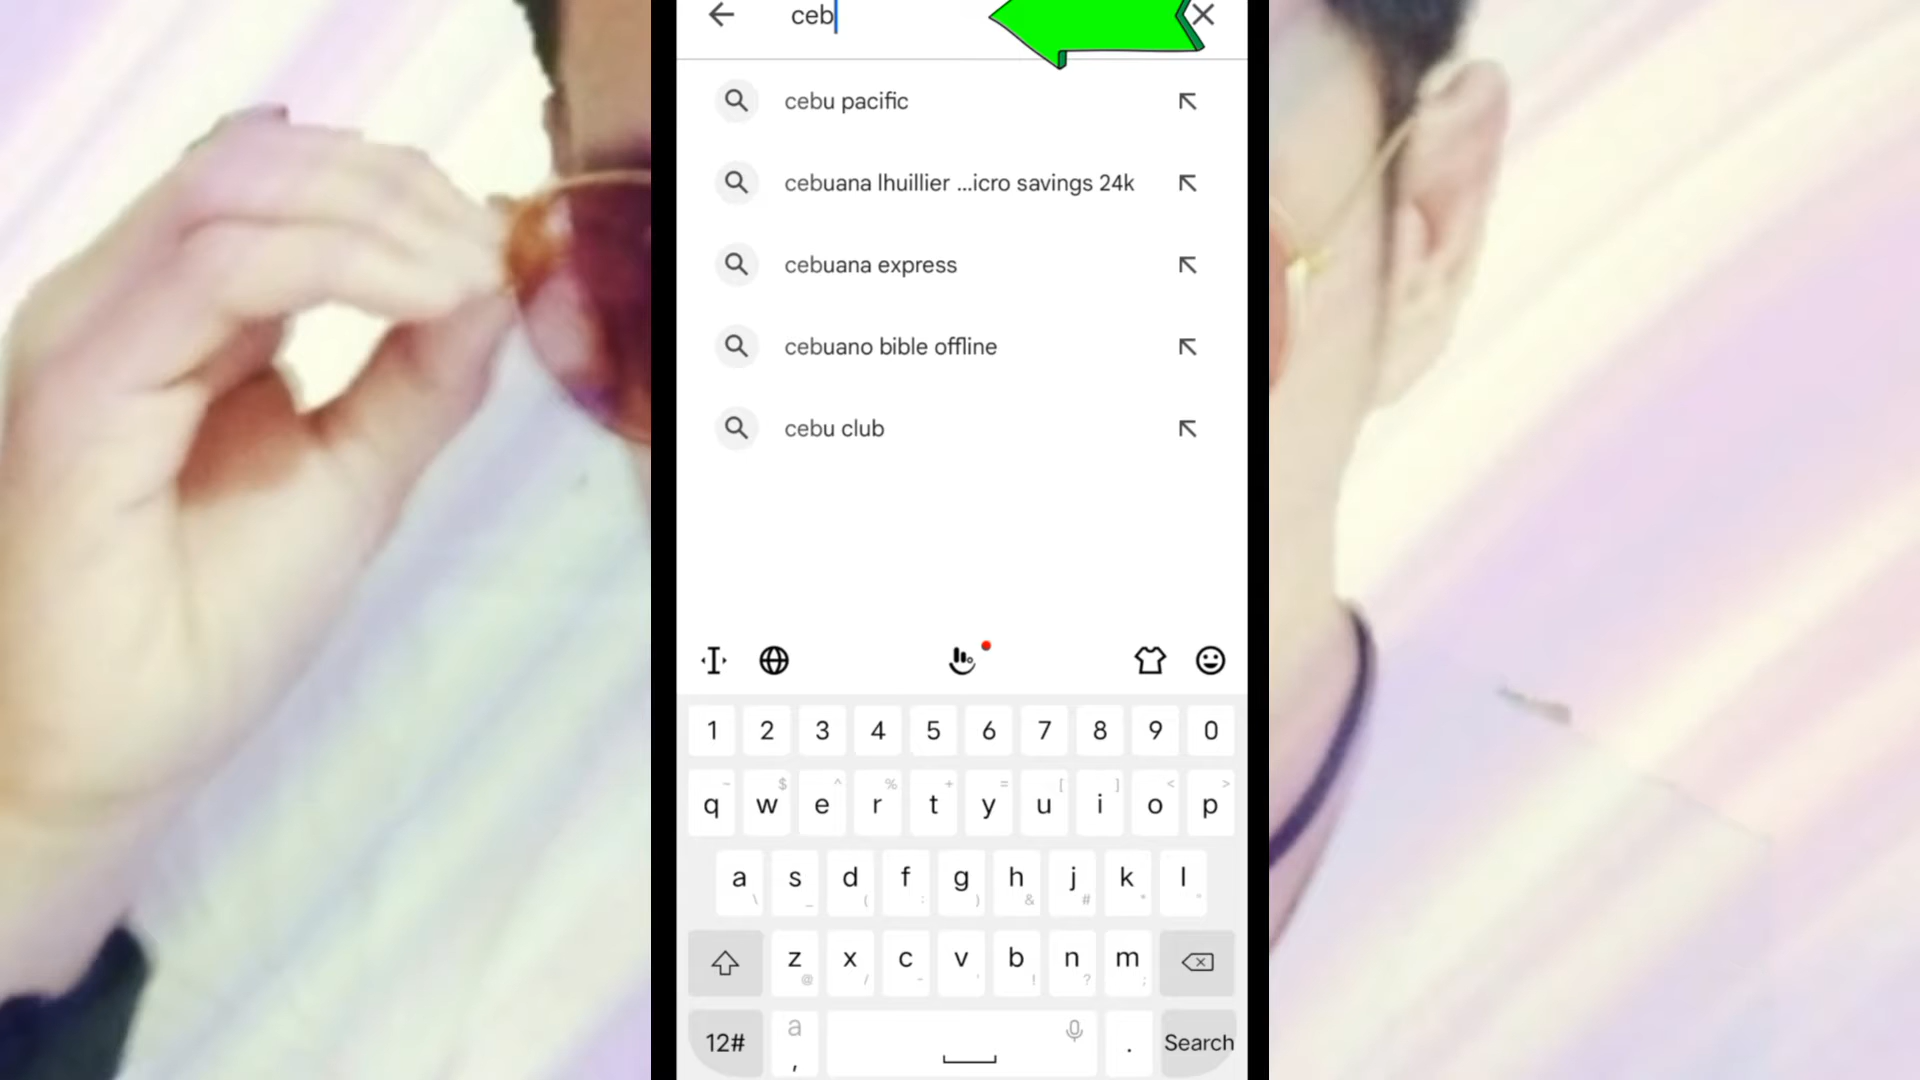 ceb
cebu pacific
cebuana lhuillier ...icro savings 24k
cebuana express
cebuano bible offline
cebu club
1 2 3 4 5 6 7 8 9 0
~ $ ^ % + = [ ] < >
q w e r t y u i o p
a s d f g h j k l
\ _ ( : ) & # * "
z x c v b n m
@ / - ' ! ? ;
12# a , . Search